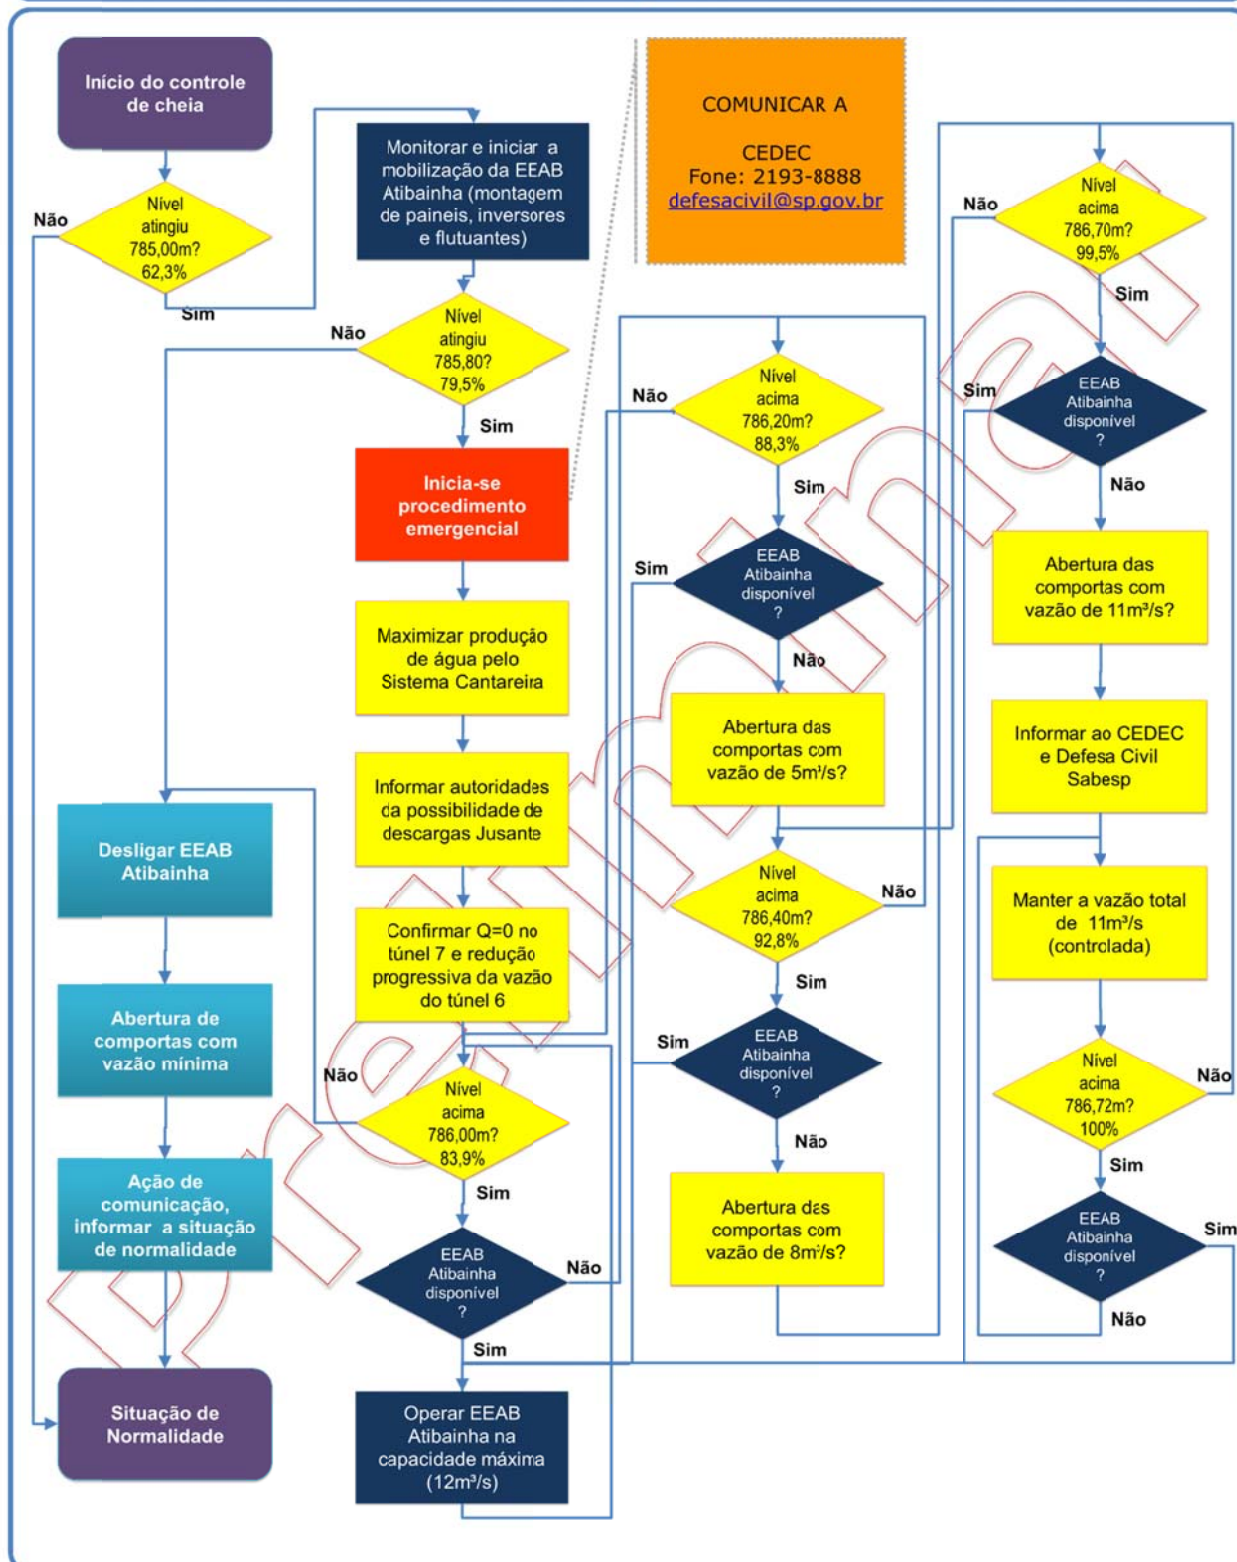 Início do controle
de cheia
Não
Nível
atingiu
785,00m?
62,3%
Sim
Monitorar e iniciar a
mobilização da EEAB
Atibainha (montagem
de paineis, inversores
e flutuantes)
Não
Nível
atingiu
785,80?
79,5%
Sim
Inicia-se
procedimento
emergencial
COMUNICAR A
CEDEC
Fone: 2193-8888
defesacivil@sp.gov.br
Maximizar produção
de água pelo
Sistema Cantareira
Informar autoridades
da possibilidade de
descargas Jusante
Confirmar Q=0 no
túnel 7 e redução
progressiva da vazão
do túnel 6
Não
Nível
acima
786,00m?
83,9%
Sim
EEAB
Atibainha
disponível
?
Não
Sim
Operar EEAB
Atibainha na
capacidade máxima
(12m³/s)
Desligar EEAB
Atibainha
Abertura de
comportas com
vazão mínima
Ação de
comunicação,
informar a situação
de normalidade
Situação de
Normalidade
Não
Nível
acima
786,20m?
88,3%
Sim
Sim
EEAB
Atibainha
disponível
?
Não
Abertura das
comportas com
vazão de 5m³/s?
Nível
acima
786,40m?
92,8%
Não
Sim
Sim
EEAB
Atibainha
disponível
?
Não
Abertura das
comportas com
vazão de 8m³/s?
Não
Nível
acima
786,70m?
99,5%
Sim
Sim
EEAB
Atibainha
disponível
?
Não
Abertura das
comportas com
vazão de 11m³/s?
Informar ao CEDEC
e Defesa Civil
Sabesp
Manter a vazão total
de 11m³/s
(controlada)
Nível
acima
786,72m?
100%
Não
Sim
EEAB
Atibainha
disponível
?
Sim
Não